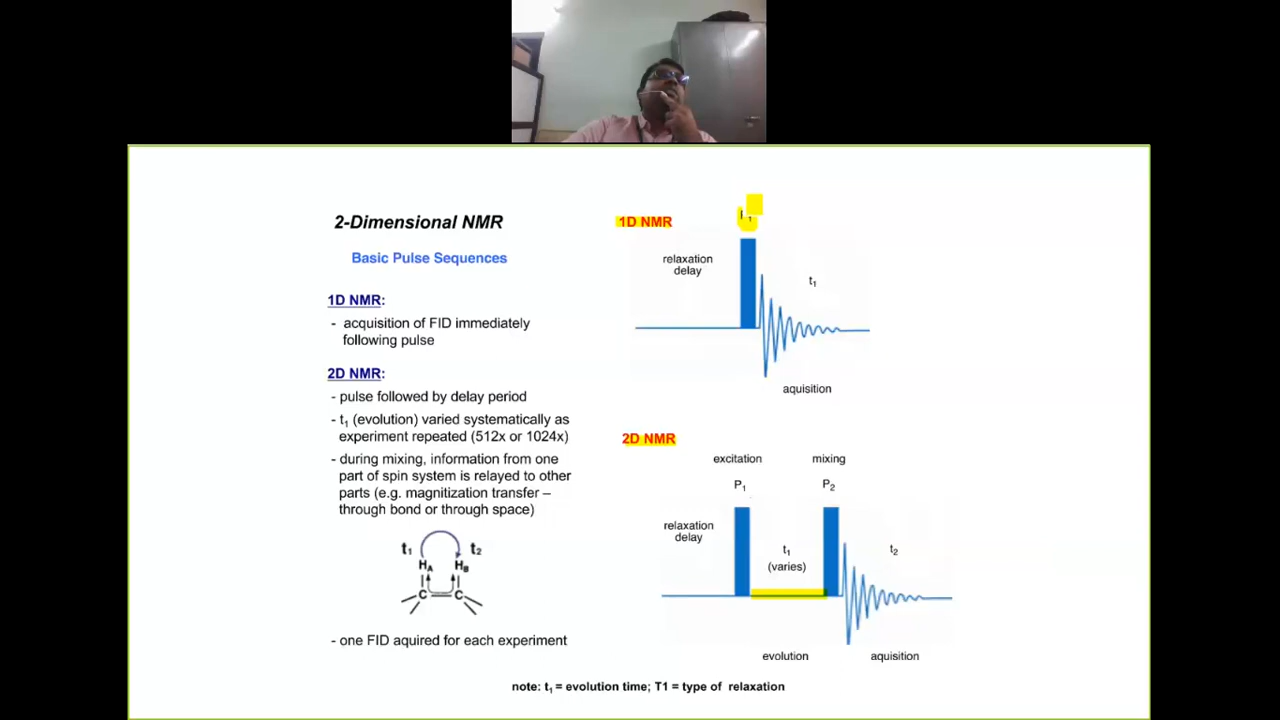 2-Dimensional NMR
Basic Pulse Sequences
1D NMR:
- acquisition of FID immediately
following pulse
2D NMR:
- pulse followed by delay period
- t₁ (evolution) varied systematically as
experiment repeated (512x or 1024x)
- during mixing, information from one
part of spin system is relayed to other
parts (e.g. magnitization transfer –
through bond or through space)
t₁ t₂
H_A H_B
C C
- one FID aquired for each experiment
1D NMR
relaxation
delay
t₁
aquisition
2D NMR
excitation mixing
P₁ P₂
relaxation
delay
t₁
(varies)
t₂
evolution aquisition
note: t₁ = evolution time; T1 = type of relaxation